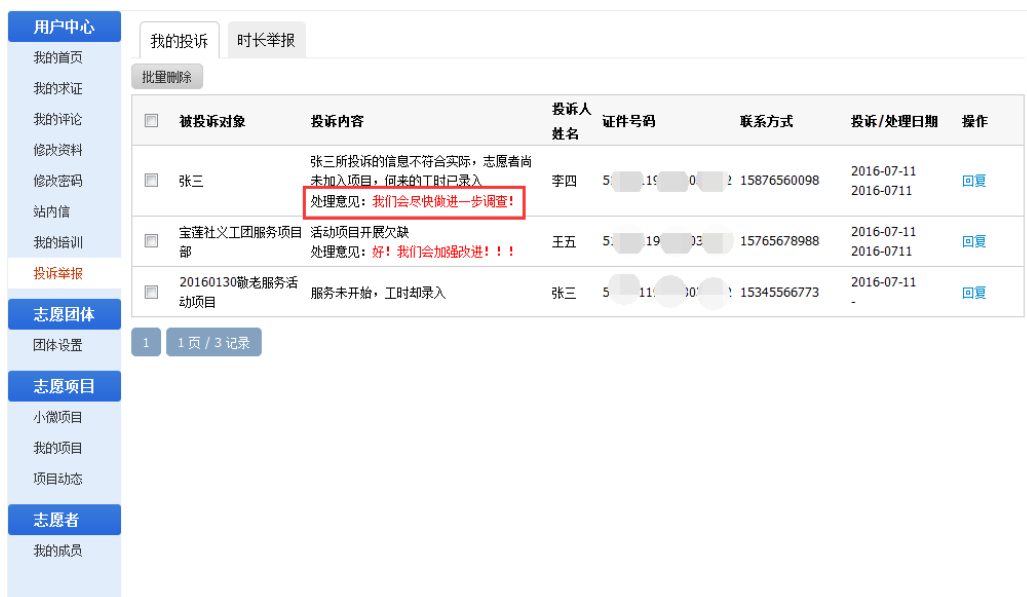 用户中心
我的首页
我的求证
我的评论
修改资料
修改密码
站内信
我的培训
投诉举报
志愿团体
团体设置
志愿项目
小微项目
我的项目
项目动态
志愿者
我的成员
我的投诉 时长举报
批量删除
被投诉对象 投诉内容 投诉人姓名 证件号码 联系方式 投诉/处理日期 操作
张三所投诉的信息不符合实际，志愿者尚
张三 未加入项目，何来的工时已录入 李四 15876560098 2016-07-11 回复
处理意见：我们会尽快做进一步调查！ 2016-0711
宝莲社义工团服务项目 活动项目开展欠缺 王五 15765678988 2016-07-11 回复
部 处理意见：好！我们会加强改进！！！ 2016-0711
20160130敬老服务活 服务未开始，工时却录入 张三 15345566773 2016-07-11 回复
动项目 -
1 1 页 / 3 记录